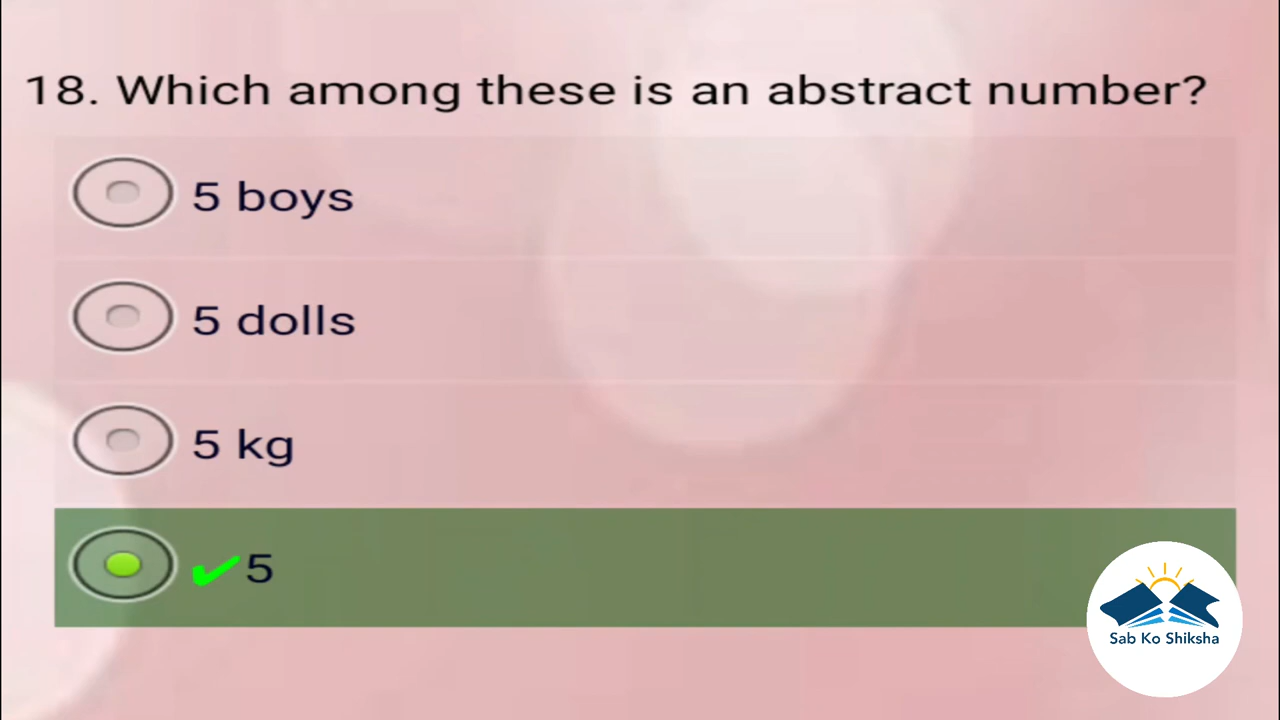 18. Which among these is an abstract number?
5 boys
5 dolls
5 kg
✔5
Sab Ko Shiksha